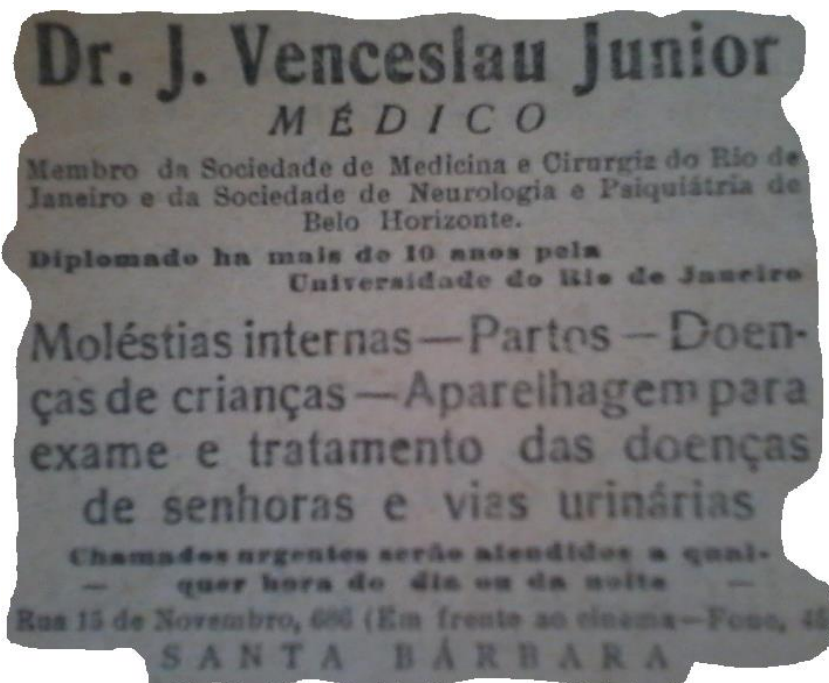 Dr. J. Venceslau Junior
MÉDICO
Membro da Sociedade de Medicina e Cirurgia do Rio de
Janeiro e da Sociedade de Neurologia e Psiquiátria de
Belo Horizonte.
Diplomado ha mais de 10 anos pela
Universidade do Rio de Janeiro
Moléstias internas—Partos—Doen-
ças de crianças—Aparelhagem para
exame e tratamento das doenças
de senhoras e vias urinárias
Chamados urgentes serão atendidos a qual-
— quer hora do dia ou da noite —
Rua 15 de Novembro, 686 (Em frente ao cinema—Fone,
SANTA BÁRBARA